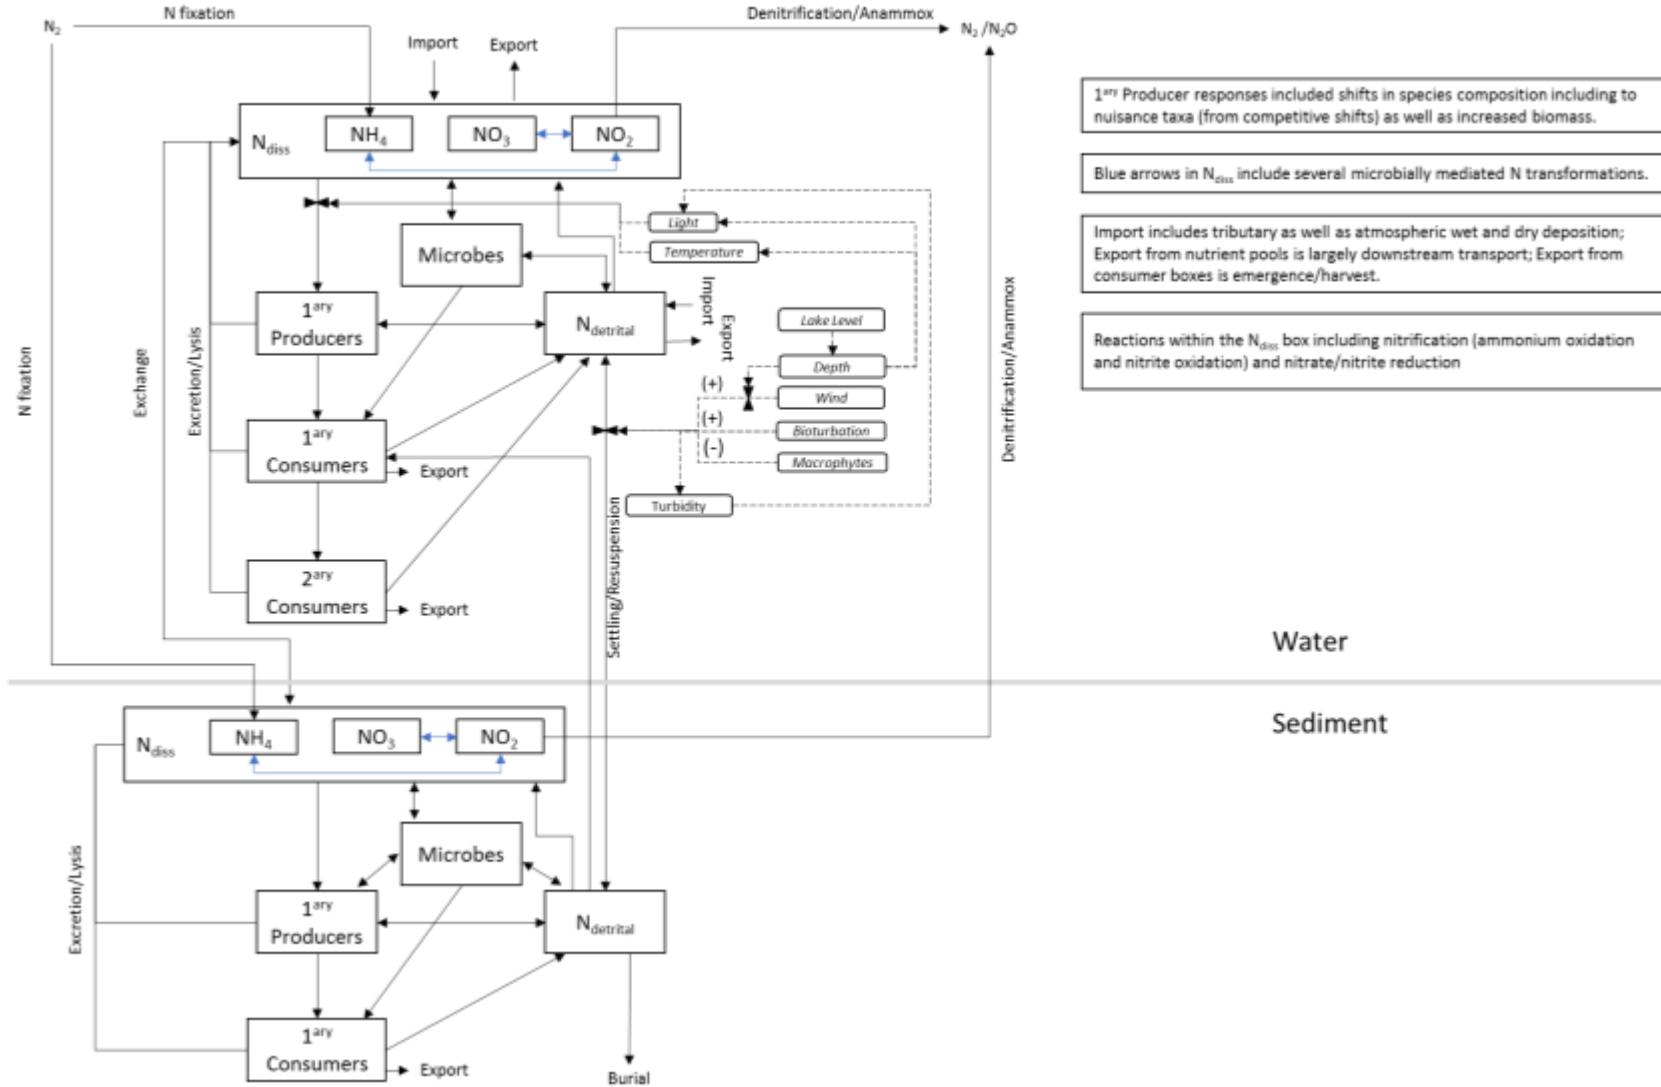 N fixation
Denitrification/Anammox
N₂
N₂ /N₂O
Import
Export
N_diss
NH₄
NO₃
NO₂
1ᵃʳʸ Producer responses included shifts in species composition including to
nuisance taxa (from competitive shifts) as well as increased biomass.
Blue arrows in N_diss include several microbially mediated N transformations.
Import includes tributary as well as atmospheric wet and dry deposition;
Export from nutrient pools is largely downstream transport; Export from
consumer boxes is emergence/harvest.
Reactions within the N_diss box including nitrification (ammonium oxidation
and nitrite oxidation) and nitrate/nitrite reduction
Light
Temperature
Microbes
1ᵃʳʸ
Producers
N_detrital
Import
Export
Lake Level
Depth
(+)
Wind
(+)
Bioturbation
(-)
Macrophytes
Turbidity
N fixation
Exchange
Excretion/Lysis
1ᵃʳʸ
Consumers
Export
Settling/Resuspension
Denitrification/Anammox
2ᵃʳʸ
Consumers
Export
Water
Sediment
N_diss
NH₄
NO₃
NO₂
Microbes
Excretion/Lysis
1ᵃʳʸ
Producers
N_detrital
1ᵃʳʸ
Consumers
Export
Burial